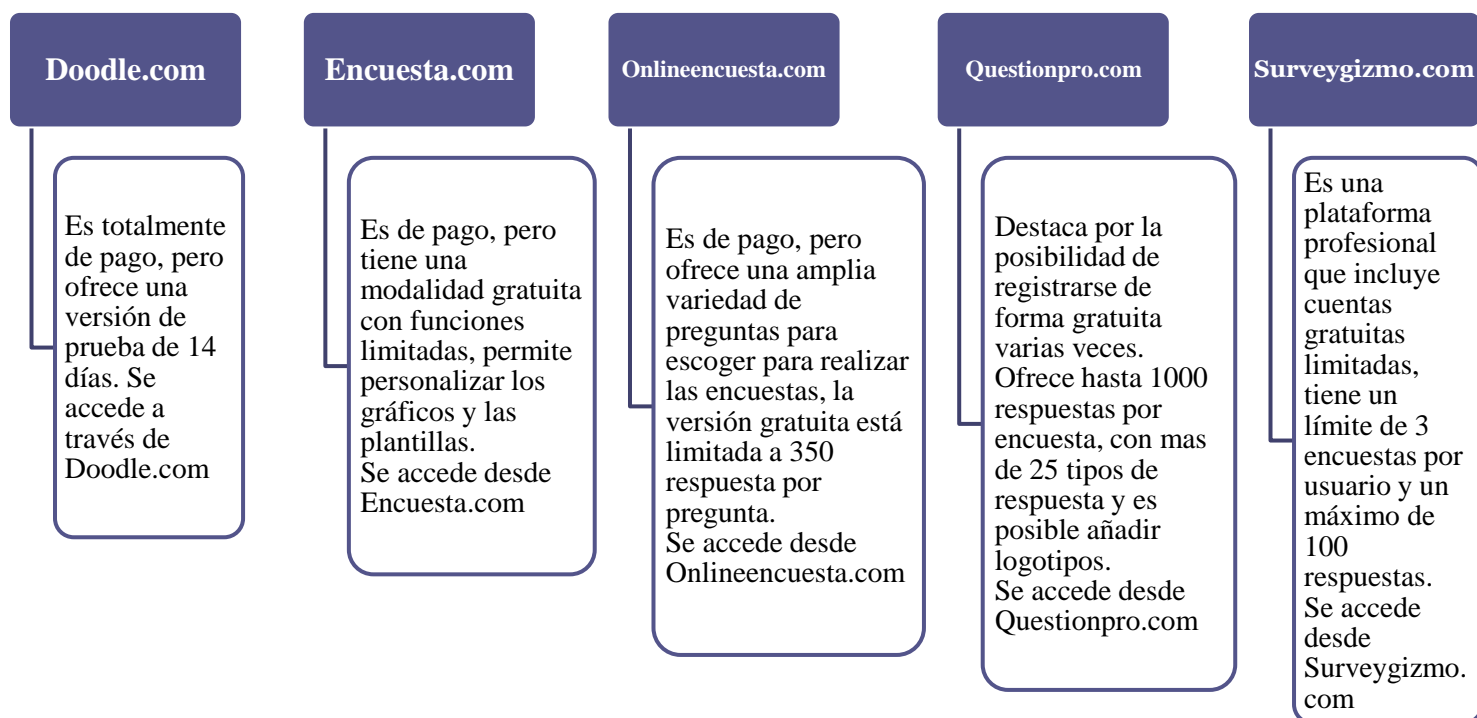 Doodle.com
Es totalmente
de pago, pero
ofrece una
versión de
prueba de 14
días. Se
accede a
través de
Doodle.com
Encuesta.com
Es de pago, pero
tiene una
modalidad gratuita
con funciones
limitadas, permite
personalizar los
gráficos y las
plantillas.
Se accede desde
Encuesta.com
Onlineencuesta.com
Es de pago, pero
ofrece una amplia
variedad de
preguntas para
escoger para realizar
las encuestas, la
versión gratuita está
limitada a 350
respuesta por
pregunta.
Se accede desde
Onlineencuesta.com
Questionpro.com
Destaca por la
posibilidad de
registrarse de
forma gratuita
varias veces.
Ofrece hasta 1000
respuestas por
encuesta, con mas
de 25 tipos de
respuesta y es
posible añadir
logotipos.
Se accede desde
Questionpro.com
Surveygizmo.com
Es una
plataforma
profesional
que incluye
cuentas
gratuitas
limitadas,
tiene un
límite de 3
encuestas por
usuario y un
máximo de
100
respuestas.
Se accede
desde
Surveygizmo.
com